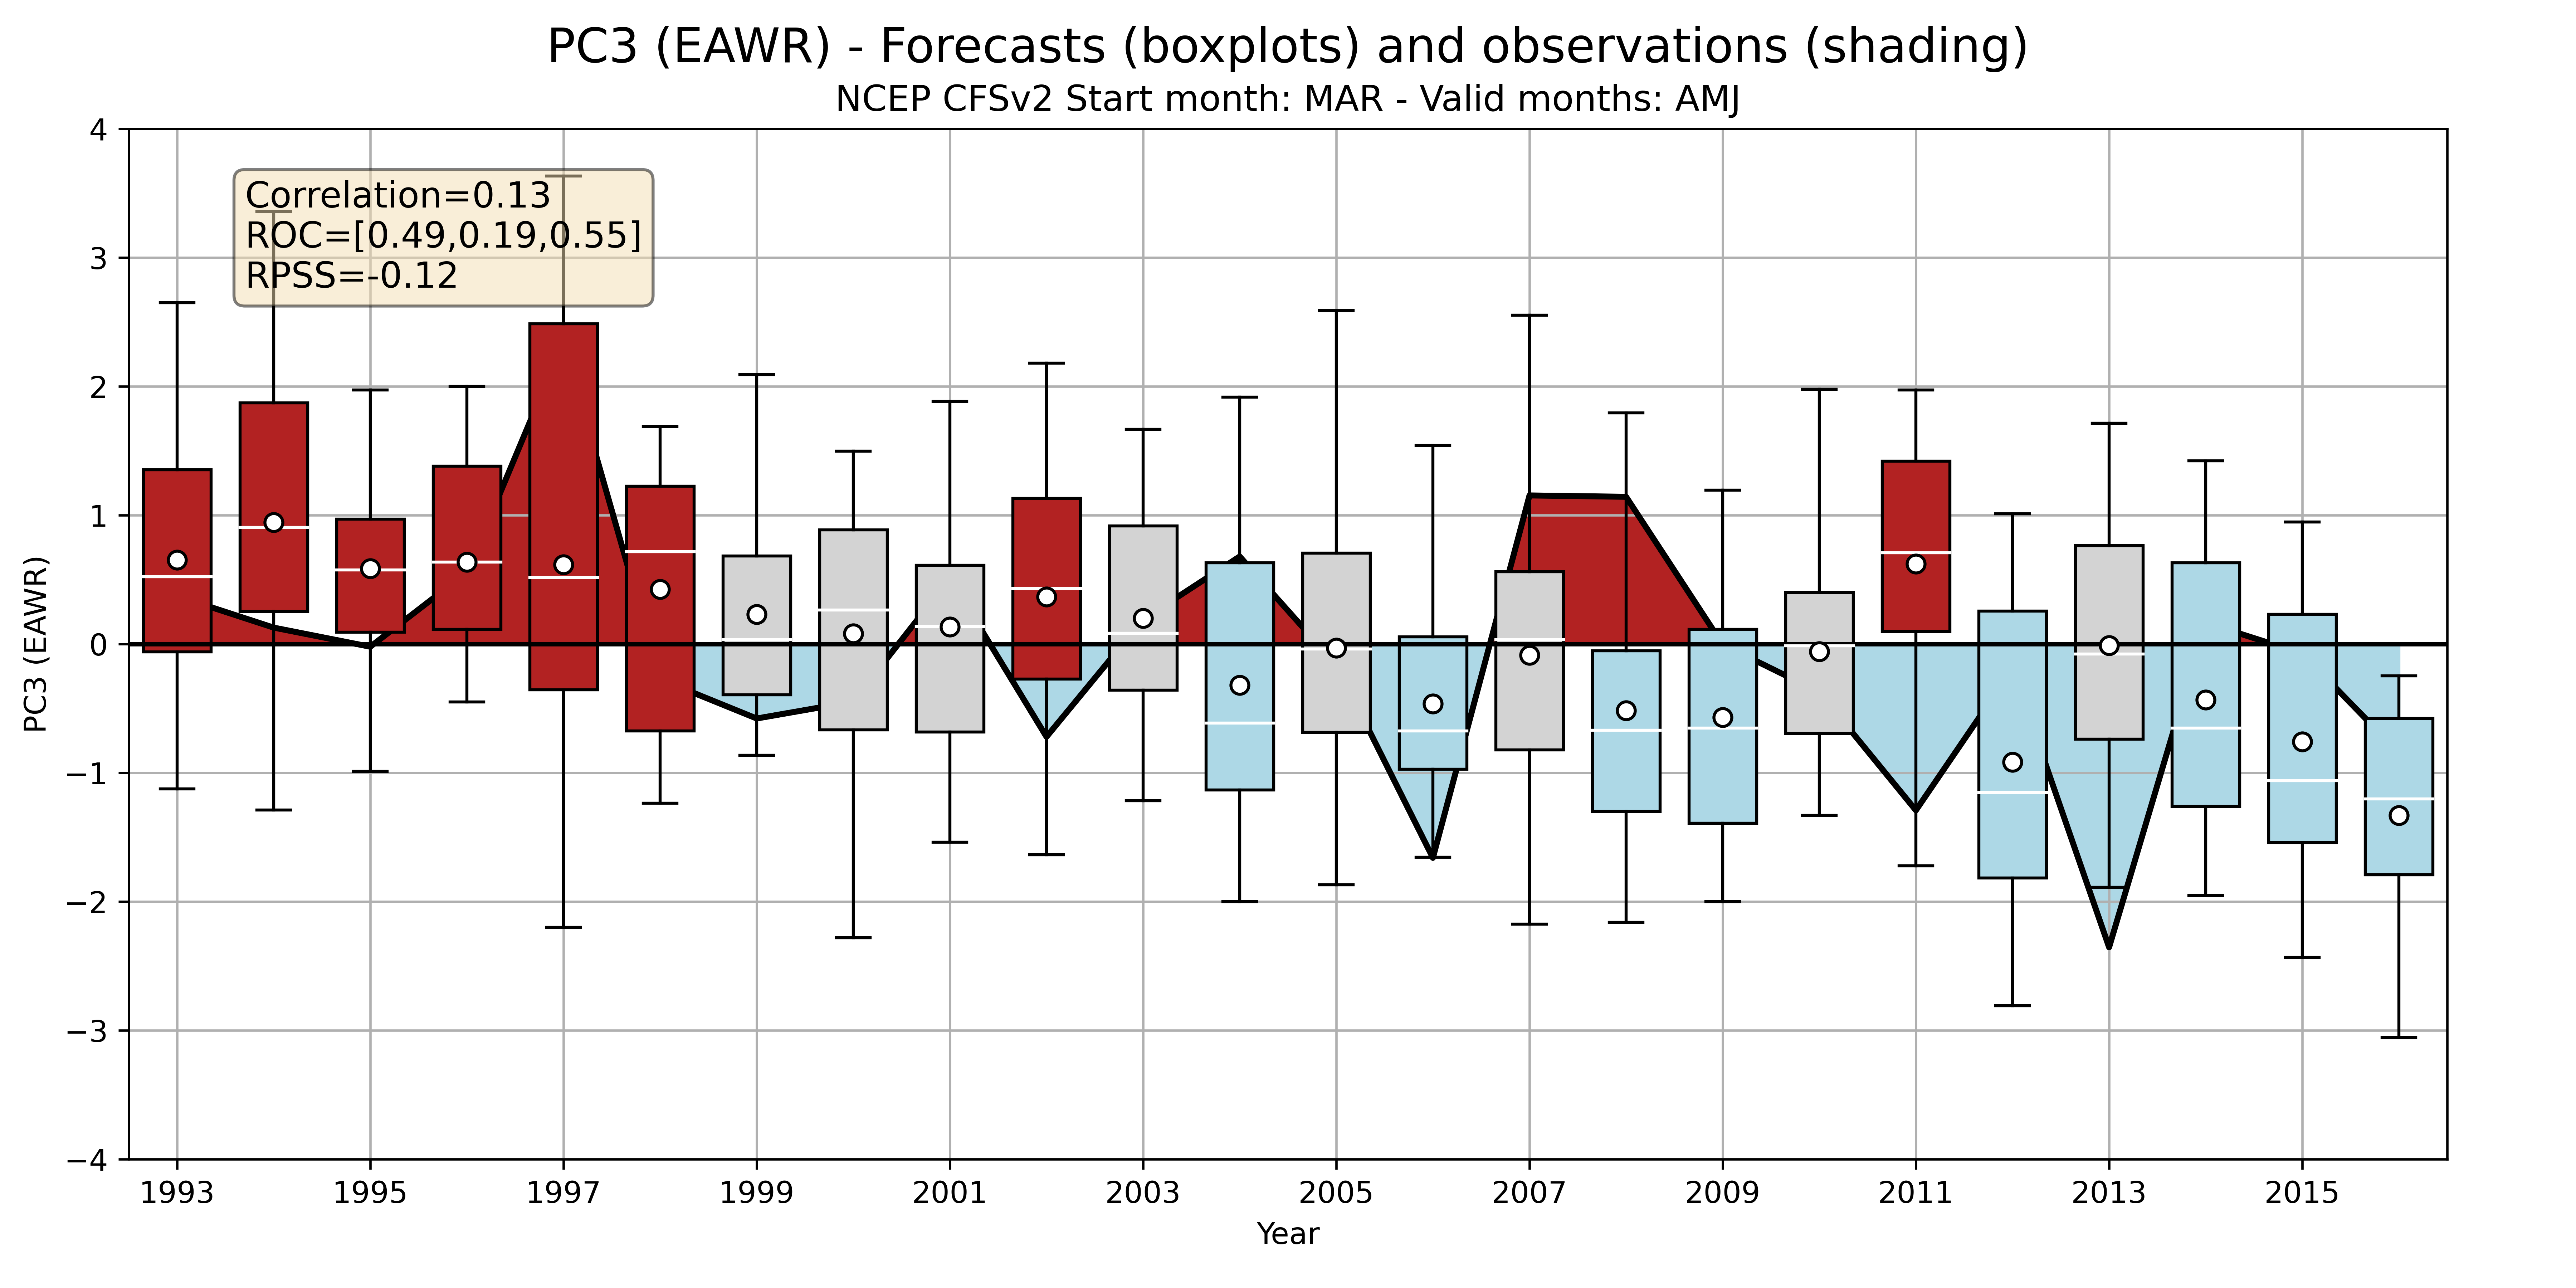 PC3 (EAWR) - Forecasts (boxplots) and observations (shading)
NCEP CFSv2 Start month: MAR - Valid months: AMJ
Correlation=0.13
ROC=[0.49,0.19,0.55]
RPSS=-0.12
PC3 (EAWR)
4
3
2
1
0
−1
−2
−3
−4
1993 1995 1997 1999 2001 2003 2005 2007 2009 2011 2013 2015
Year